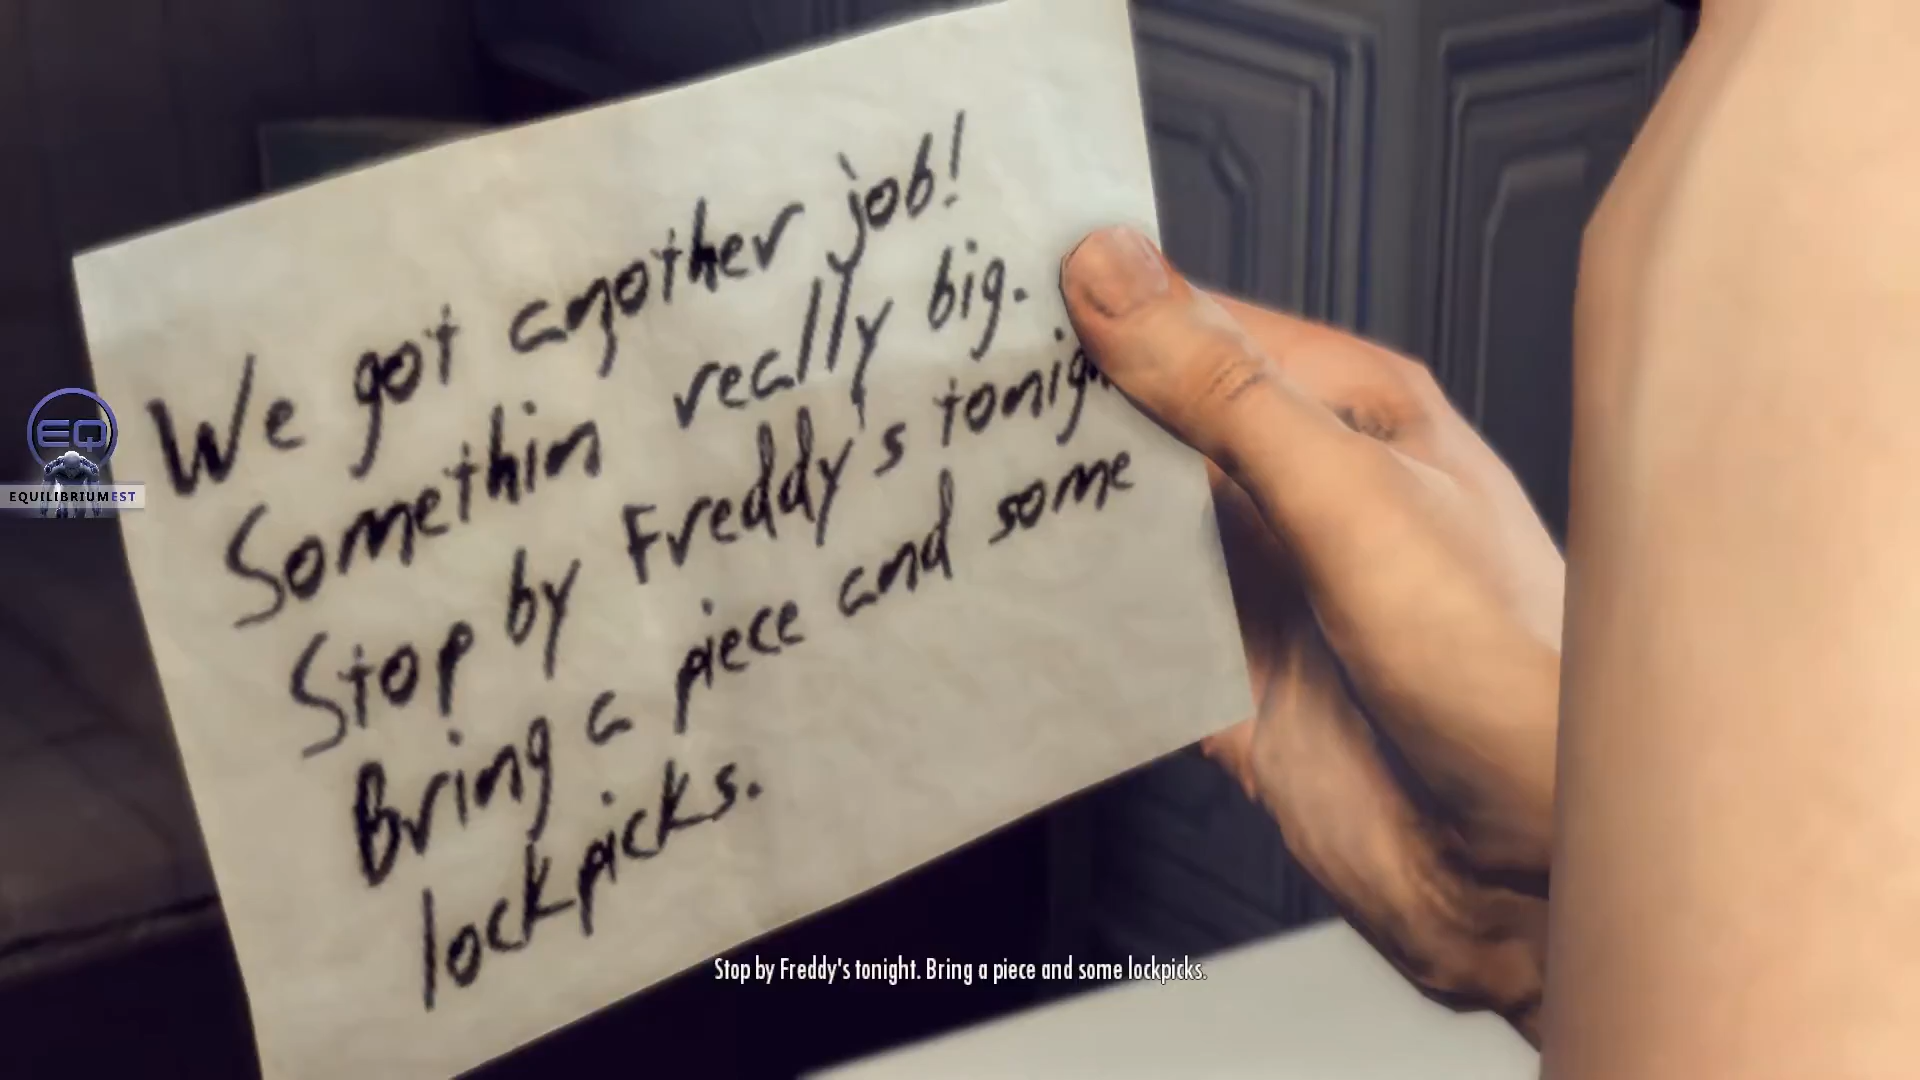 We got another job!
Somethin really big.
Stop by Freddy's tonigh
Bring a piece and some
lockpicks.
EQ
EQUILIBRIUMEST
Stop by Freddy's tonight. Bring a piece and some lockpicks.